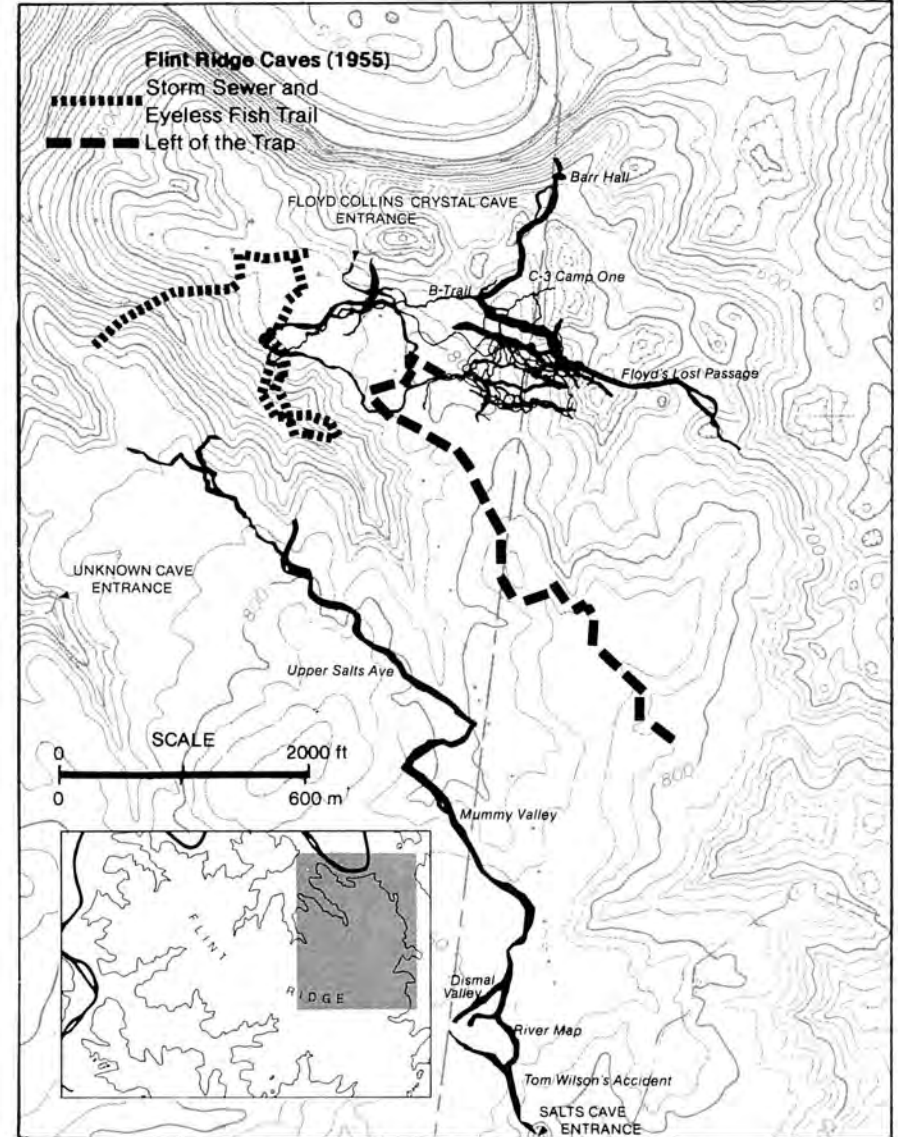 Flint Ridge Caves (1955)
Storm Sewer and
Eyeless Fish Trail
Left of the Trap
600
700
Barr Hall
FLOYD COLLINS CRYSTAL CAVE
ENTRANCE
C-3 Camp One
B-Trail
800
Floyd's Lost Passage
UNKNOWN CAVE
ENTRANCE
800
Upper Salts Ave
SCALE
0
2000 ft
0
600 m
800
Mummy Valley
FLINT
RIDGE
Dismal
Valley
River Map
Tom Wilson's Accident
SALTS CAVE
ENTRANCE